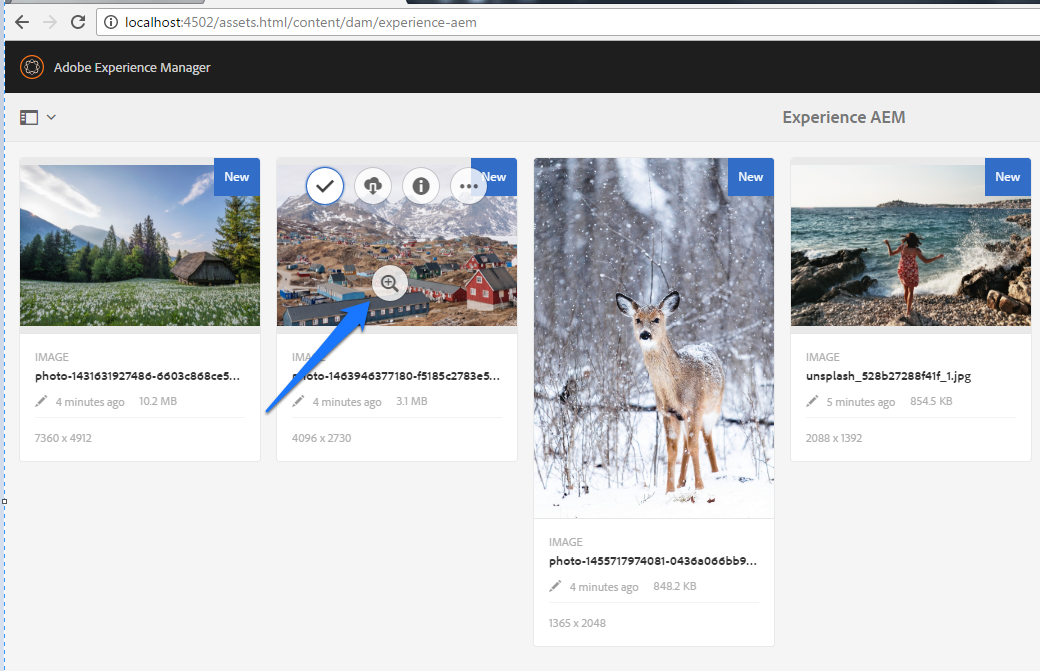 localhost:4502/assets.html/content/dam/experience-aem
Adobe Experience Manager
Experience AEM
New
IMAGE
photo-1431631927486-6603c868ce5...
4 minutes ago 10.2 MB
7360 x 4912
New
IMAGE
photo-1463946377180-f5185c2783e5...
4 minutes ago 3.1 MB
4096 x 2730
New
IMAGE
photo-1455717974081-0436a066bb9...
4 minutes ago 848.2 KB
1365 x 2048
New
IMAGE
unsplash_528b27288f41f_1.jpg
5 minutes ago 854.5 KB
2088 x 1392